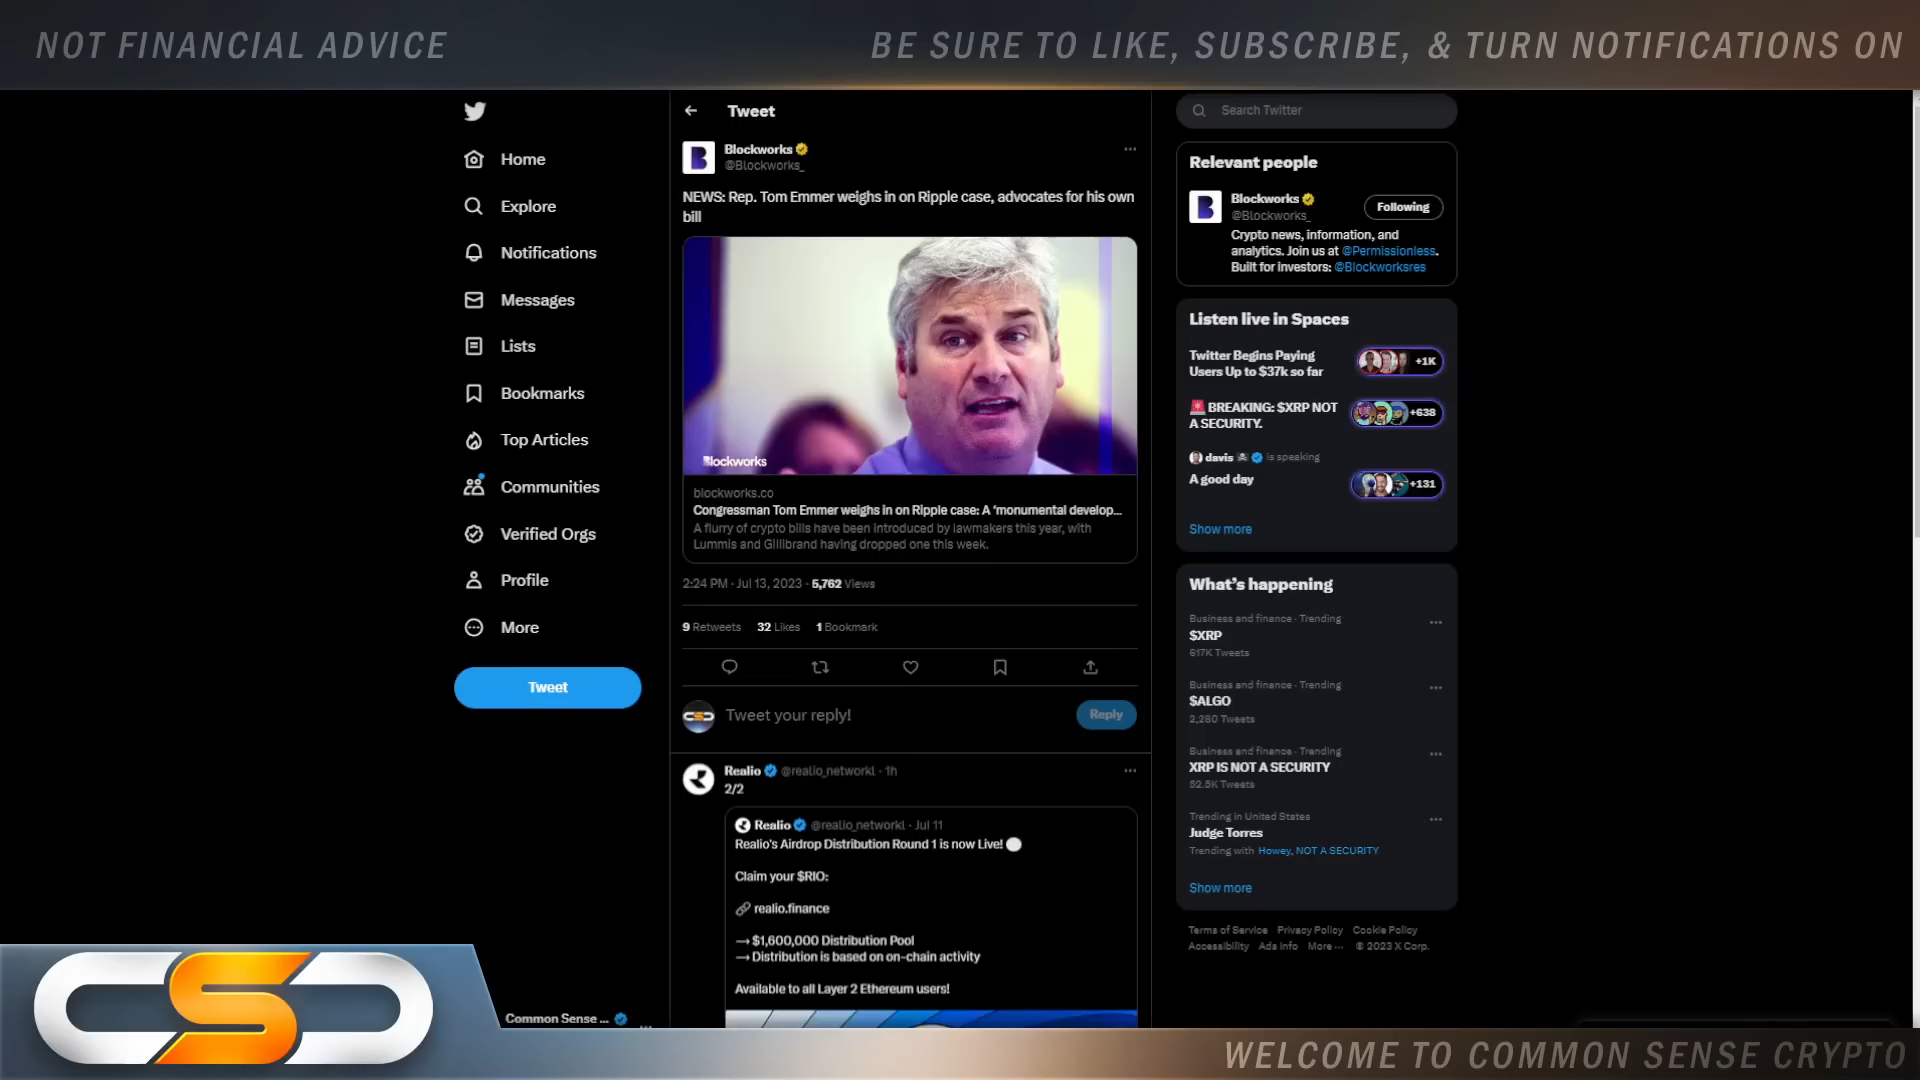 NOT FINANCIAL ADVICE
BE SURE TO LIKE, SUBSCRIBE, & TURN NOTIFICATIONS ON
Home
Explore
Notifications
Messages
Lists
Bookmarks
Top Articles
Communities
Verified Orgs
Profile
More
Tweet
Common Sense ...
Tweet
Blockworks
@Blockworks_
NEWS: Rep. Tom Emmer weighs in on Ripple case, advocates for his own
bill
Blockworks
blockworks.co
Congressman Tom Emmer weighs in on Ripple case: A ‘monumental develop...
A flurry of crypto bills have been introduced by lawmakers this year, with
Lummis and Gillibrand having dropped one this week.
2:24 PM · Jul 13, 2023 · 5,762 Views
9 Retweets 32 Likes 1 Bookmark
Tweet your reply!
Reply
Realio @realio_networkl · 1h
2/2
Realio @realio_networkl · Jul 11
Realio's Airdrop Distribution Round 1 is now Live!
Claim your $RIO:
realio.finance
→ $1,600,000 Distribution Pool
→ Distribution is based on on-chain activity
Available to all Layer 2 Ethereum users!
Search Twitter
Relevant people
Blockworks
@Blockworks_
Following
Crypto news, information, and
analytics. Join us at @Permissionless.
Built for investors: @Blockworksres
Listen live in Spaces
Twitter Begins Paying
Users Up to $37k so far
+1K
BREAKING: $XRP NOT
A SECURITY.
+638
davis is speaking
A good day
+131
Show more
What's happening
Business and finance · Trending
$XRP
617K Tweets
Business and finance · Trending
$ALGO
2,280 Tweets
Business and finance · Trending
XRP IS NOT A SECURITY
52.5K Tweets
Trending in United States
Judge Torres
Trending with Howey, NOT A SECURITY
Show more
Terms of Service Privacy Policy Cookie Policy
Accessibility Ads info More ··· © 2023 X Corp.
CSC
WELCOME TO COMMON SENSE CRYPTO